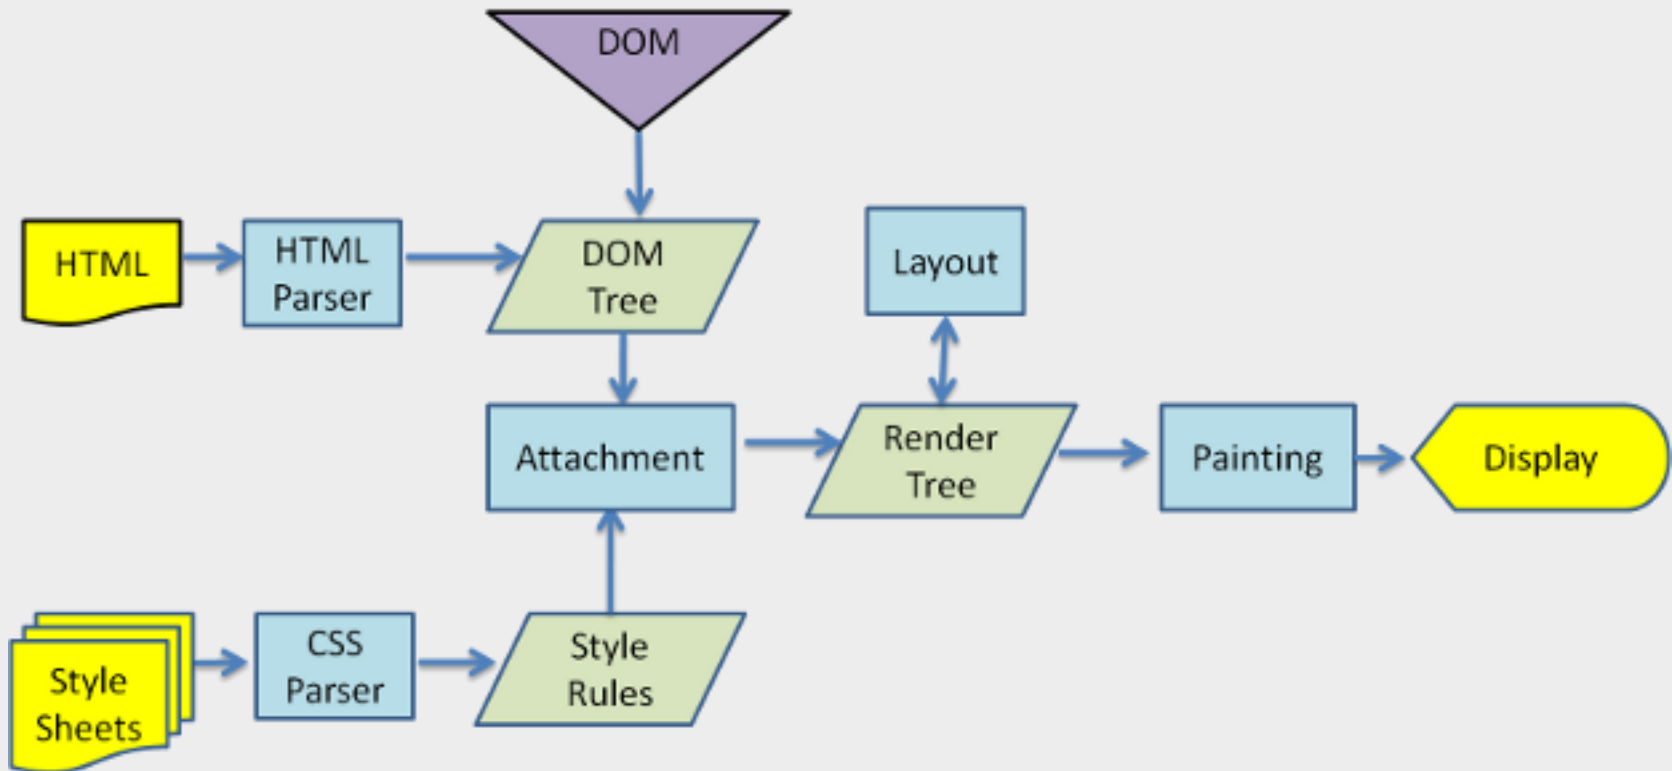 DOM
HTML
HTML
Parser
DOM
Tree
Layout
Attachment
Render
Tree
Painting
Display
Style
Sheets
CSS
Parser
Style
Rules